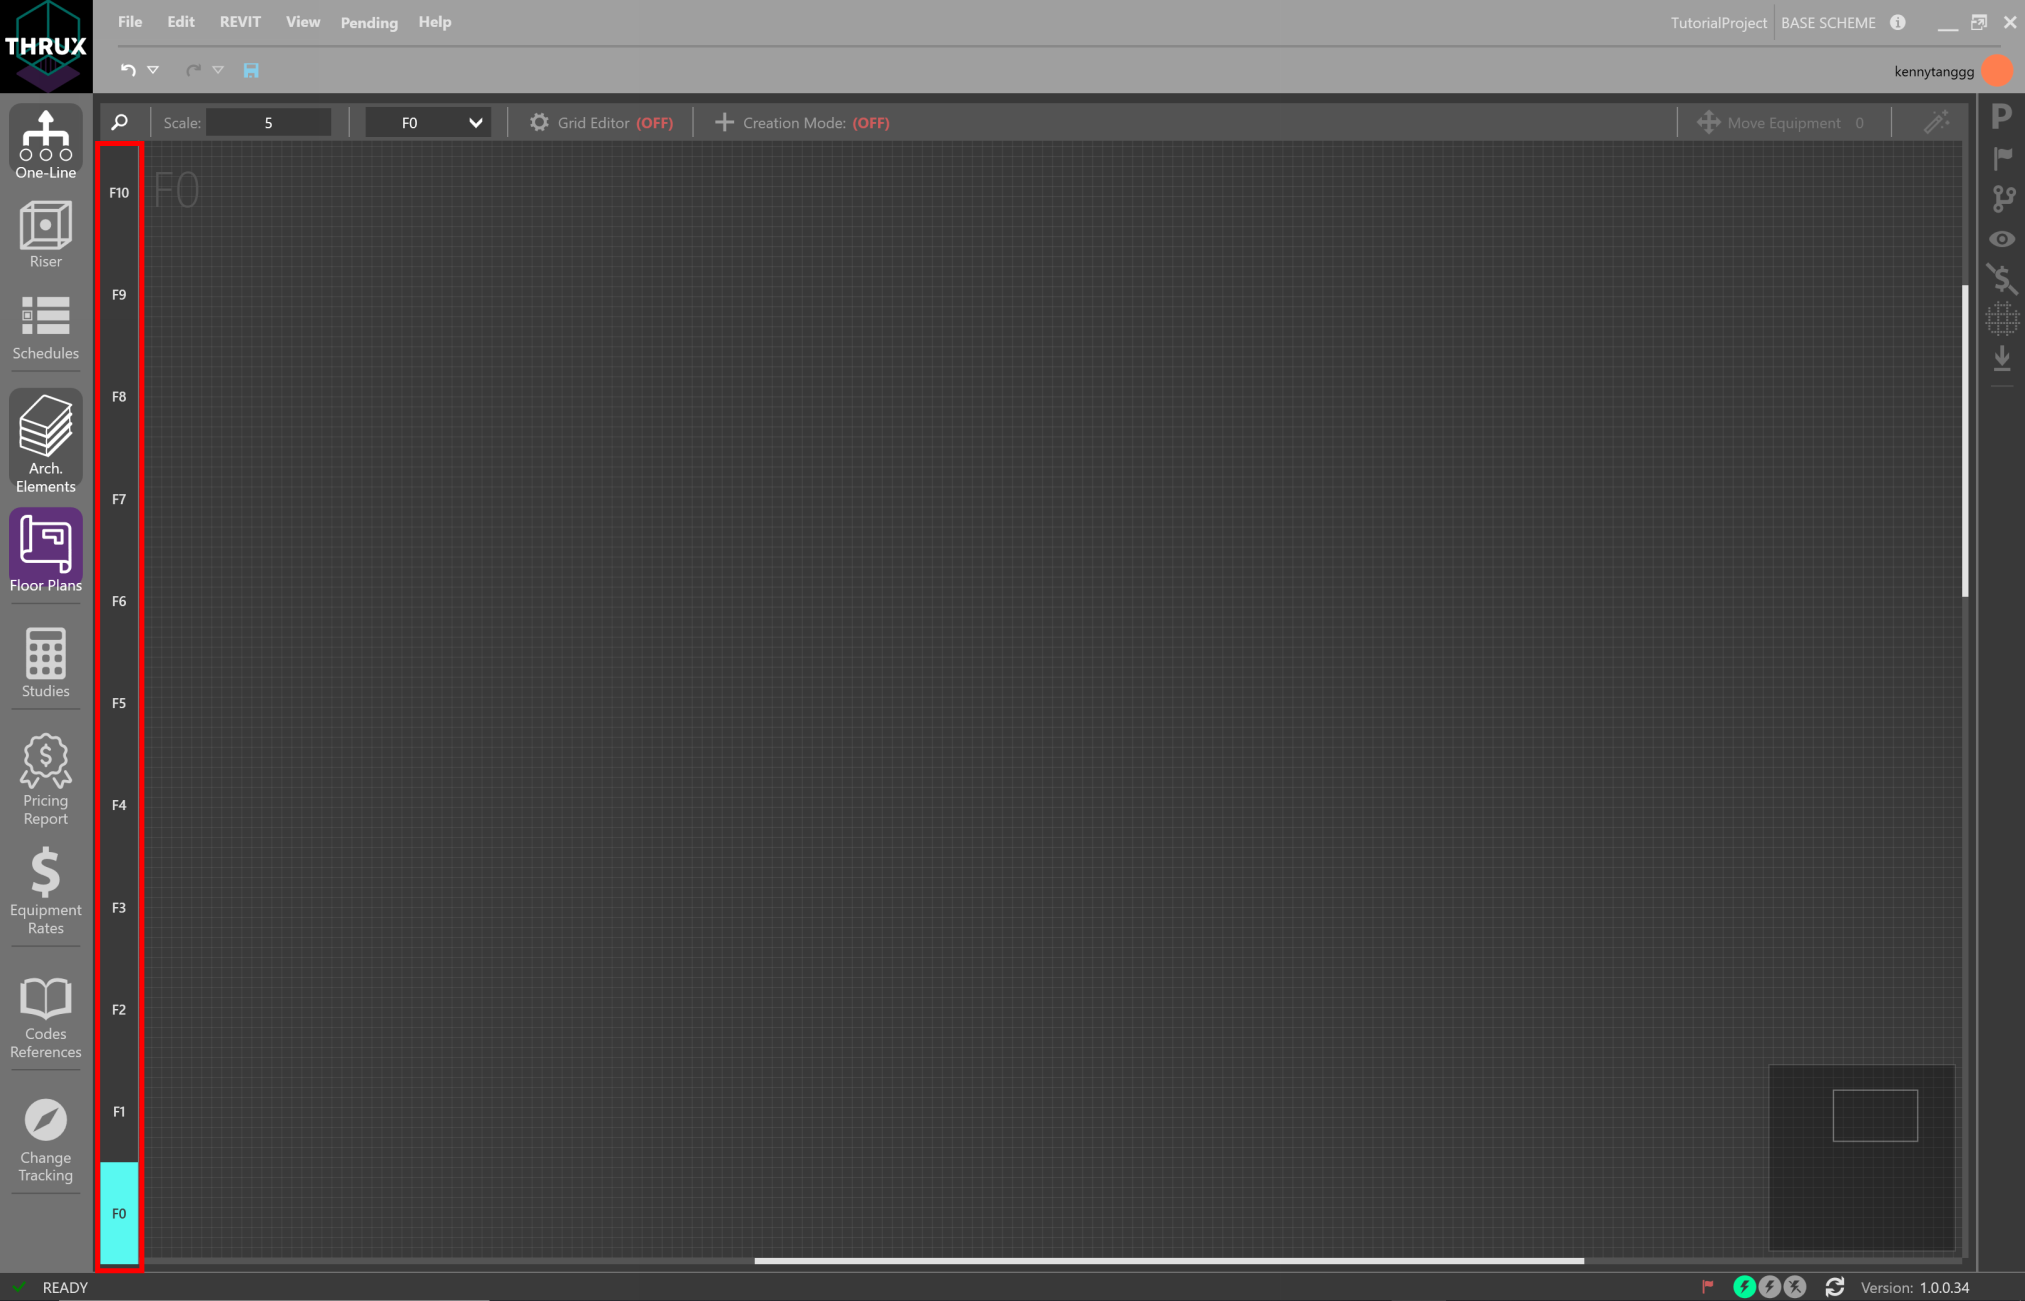 THRUX
File Edit REVIT View Pending Help
TutorialProject BASE SCHEME
kennytanggg
Scale: 5 F0 Grid Editor (OFF) Creation Mode: (OFF) Move Equipment 0
P
One-Line
Riser
Schedules
Arch.
Elements
Floor Plans
Studies
Pricing
Report
Equipment
Rates
Codes
References
Change
Tracking
F10
F9
F8
F7
F6
F5
F4
F3
F2
F1
F0
F0
READY
Version: 1.0.0.34